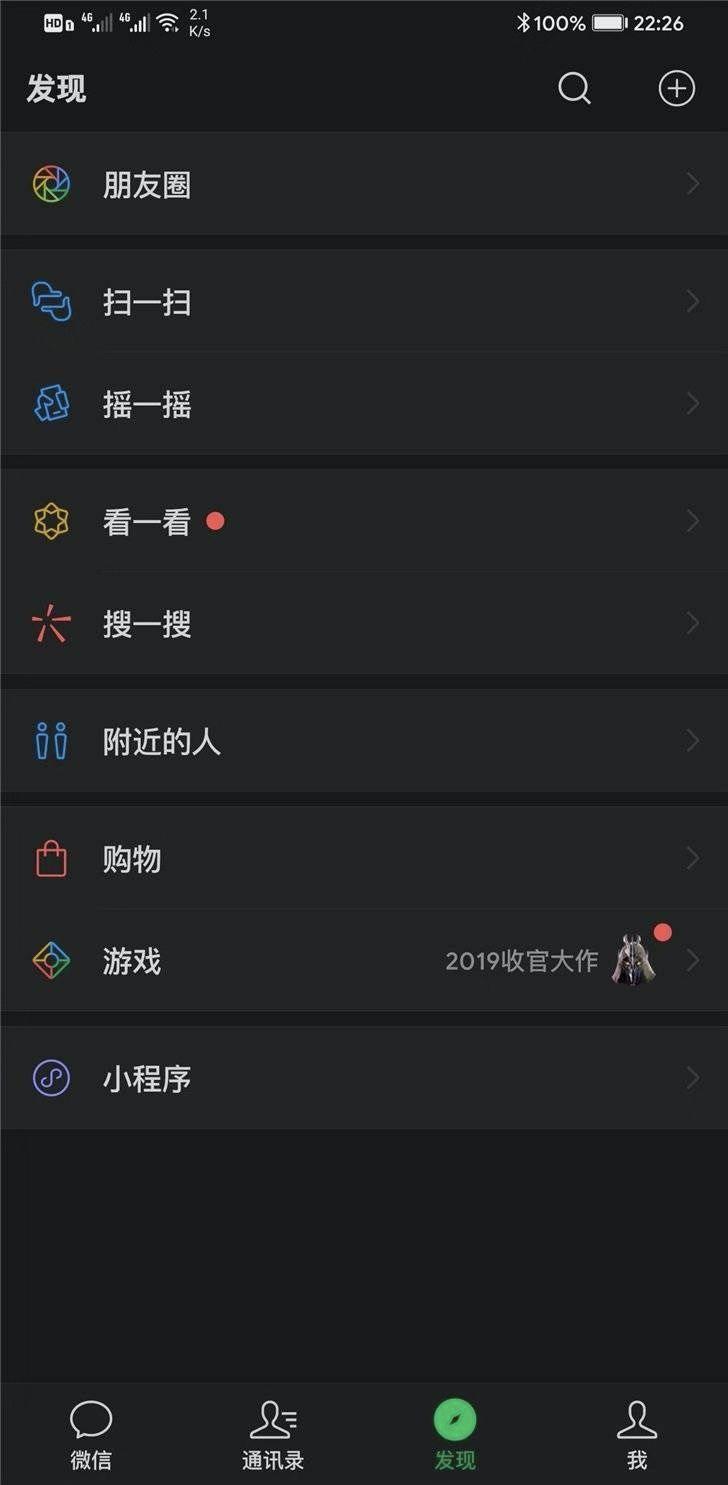 HD 1 4G 4G 2.1 K/s 100% 22:26
发现
朋友圈
扫一扫
摇一摇
看一看
搜一搜
附近的人
购物
游戏 2019收官大作
小程序
微信 通讯录 发现 我